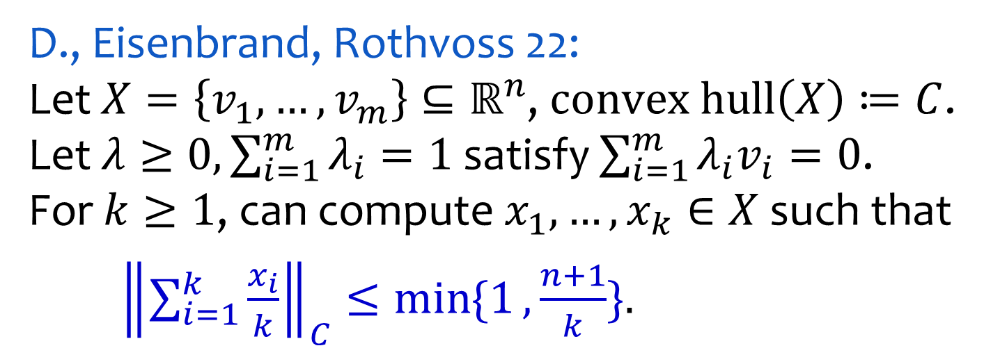 D., Eisenbrand, Rothvoss 22:
Let $X = \{v_1, \ldots, v_m\} \subseteq \mathbb{R}^n$, convex hull$(X) := C$.
Let $\lambda \geq 0, \sum_{i=1}^{m} \lambda_i = 1$ satisfy $\sum_{i=1}^{m} \lambda_i v_i = 0$.
For $k \geq 1$, can compute $x_1, \ldots, x_k \in X$ such that
$\left\| \sum_{i=1}^{k} \frac{x_i}{k} \right\|_C \leq \min\{1, \frac{n+1}{k}\}$.